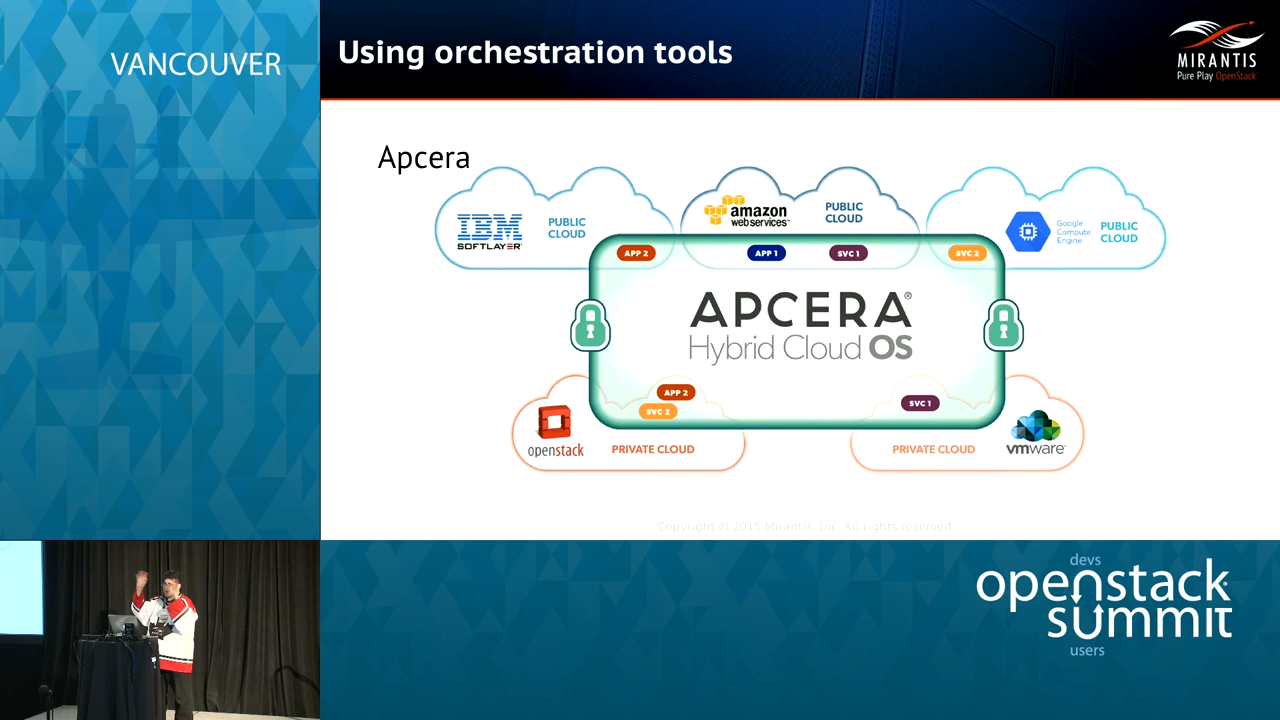 VANCOUVER
Using orchestration tools
MIRANTIS
Pure Play OpenStack
Apcera
IBM
SOFTLAYER
PUBLIC
CLOUD
amazon
web services™
PUBLIC
CLOUD
Google
Compute
Engine
PUBLIC
CLOUD
APP 2
APP 1
SVC 1
SVC 2
APCERA®
Hybrid Cloud OS
APP 2
SVC 2
SVC 1
openstack
PRIVATE CLOUD
PRIVATE CLOUD
vmware®
Copyright © 2015 Mirantis, Inc. All rights reserved
devs
openstack®
summit
users